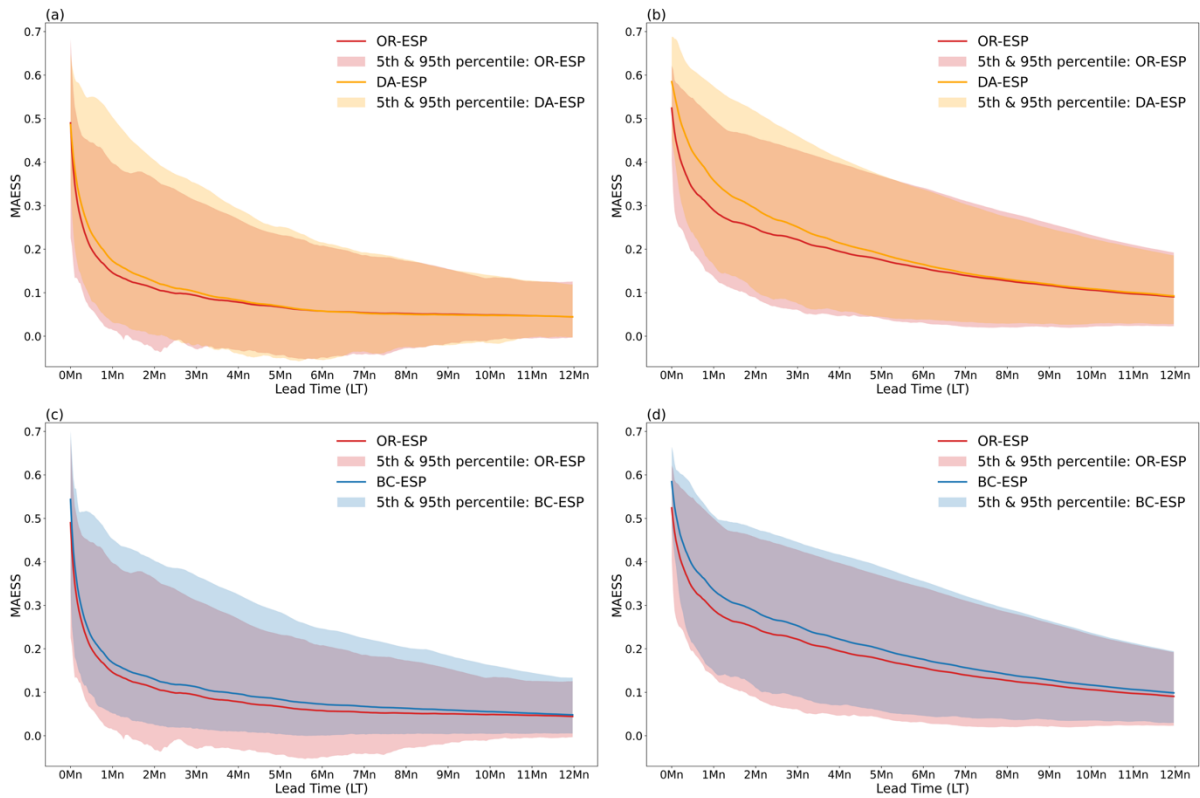 (a)
0.7
0.6
0.5
0.4
0.3
0.2
0.1
0.0
MAESS
OR-ESP
5th & 95th percentile: OR-ESP
DA-ESP
5th & 95th percentile: DA-ESP
0Mn 1Mn 2Mn 3Mn 4Mn 5Mn 6Mn 7Mn 8Mn 9Mn 10Mn 11Mn 12Mn
Lead Time (LT)
(b)
0.7
0.6
0.5
0.4
0.3
0.2
0.1
0.0
MAESS
OR-ESP
5th & 95th percentile: OR-ESP
DA-ESP
5th & 95th percentile: DA-ESP
0Mn 1Mn 2Mn 3Mn 4Mn 5Mn 6Mn 7Mn 8Mn 9Mn 10Mn 11Mn 12Mn
Lead Time (LT)
(c)
0.7
0.6
0.5
0.4
0.3
0.2
0.1
0.0
MAESS
OR-ESP
5th & 95th percentile: OR-ESP
BC-ESP
5th & 95th percentile: BC-ESP
0Mn 1Mn 2Mn 3Mn 4Mn 5Mn 6Mn 7Mn 8Mn 9Mn 10Mn 11Mn 12Mn
Lead Time (LT)
(d)
0.7
0.6
0.5
0.4
0.3
0.2
0.1
0.0
MAESS
OR-ESP
5th & 95th percentile: OR-ESP
BC-ESP
5th & 95th percentile: BC-ESP
0Mn 1Mn 2Mn 3Mn 4Mn 5Mn 6Mn 7Mn 8Mn 9Mn 10Mn 11Mn 12Mn
Lead Time (LT)